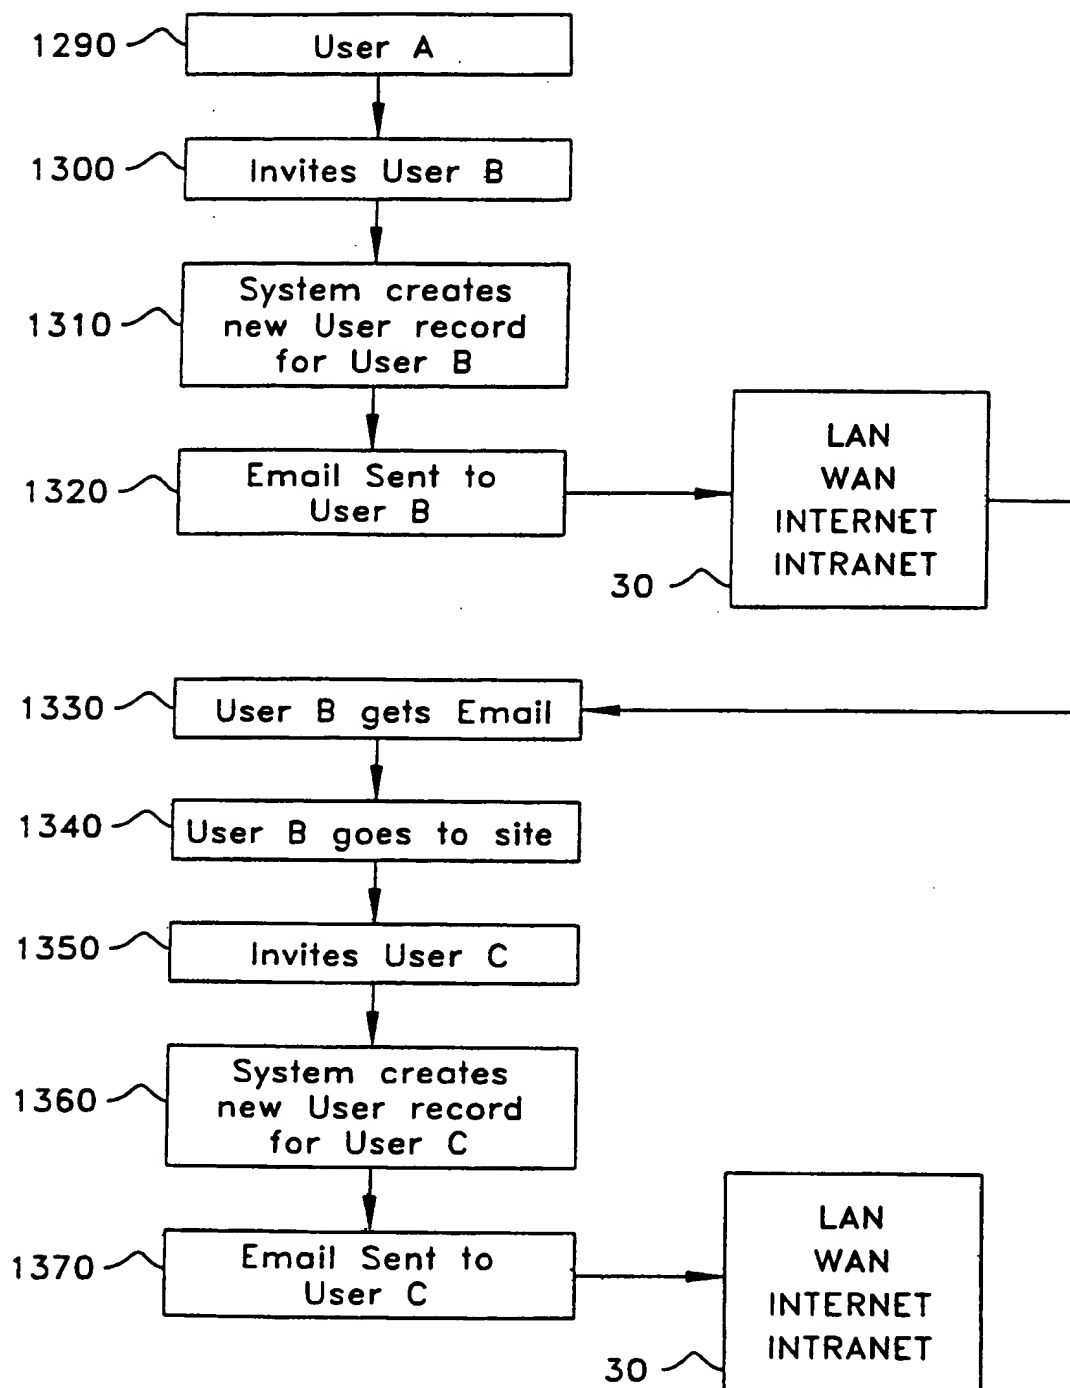 1290
User A
1300
Invites User B
1310
System creates
new User record
for User B
1320
Email Sent to
User B
LAN
WAN
INTERNET
INTRANET
30
1330
User B gets Email
1340
User B goes to site
1350
Invites User C
1360
System creates
new User record
for User C
1370
Email Sent to
User C
LAN
WAN
INTERNET
INTRANET
30